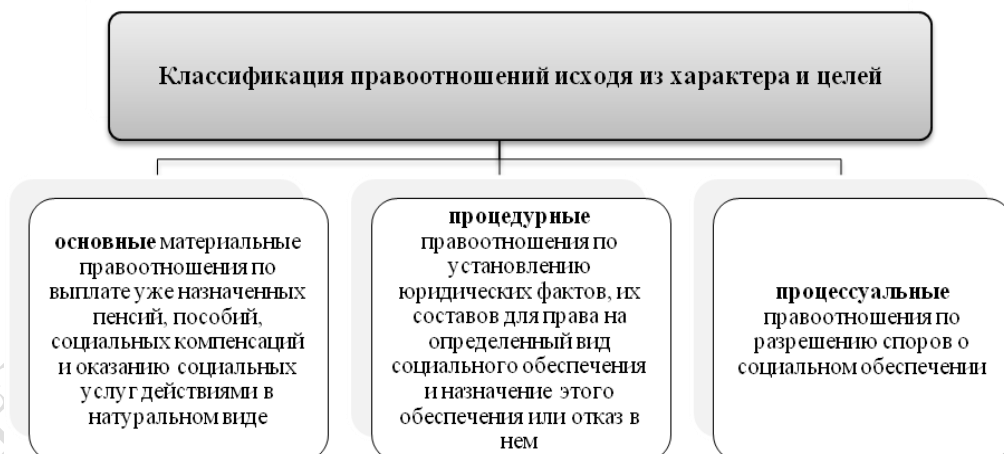 Классификация правоотношений исходя из характера и целей
основные материальные
правоотношения по
выплате уже назначенных
пенсий, пособий,
социальных компенсаций
и оказанию социальных
услуг действиями в
натуральном виде
процедурные
правоотношения по
установлению
юридических фактов, их
составов для права на
определенный вид
социального обеспечения
и назначение этого
обеспечения или отказ в
нем
процессуальные
правоотношения по
разрешению споров о
социальном обеспечении